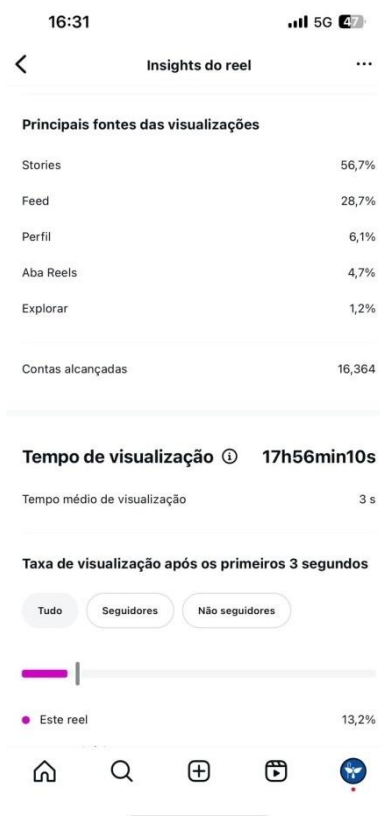 16:31
5G 47
Insights do reel
Principais fontes das visualizações
Stories 56,7%
Feed 28,7%
Perfil 6,1%
Aba Reels 4,7%
Explorar 1,2%
Contas alcançadas 16,364
Tempo de visualização 17h56min10s
Tempo médio de visualização 3 s
Taxa de visualização após os primeiros 3 segundos
Tudo Seguidores Não seguidores
Este reel 13,2%